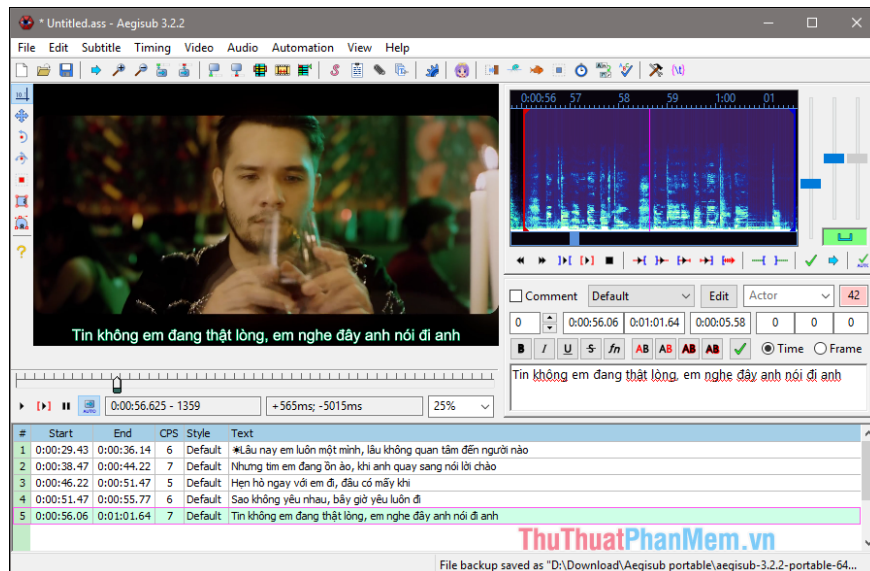 * Untitled.ass - Aegisub 3.2.2
File Edit Subtitle Timing Video Audio Automation View Help
0:00:56 57 58 59 1:00 01
Tin không em đang thật lòng, em nghe đây anh nói đi anh
Comment Default Edit Actor 42
0 0:00:56.06 0:01:01.64 0:00:05.58 0 0 0
B I U S fn AB AB AB AB Time Frame
Tin không em đang thật lòng, em nghe đây anh nói đi anh
AUTO 0:00:56.625 - 1359 +565ms; -5015ms 25%
# Start End CPS Style Text
1 0:00:29.43 0:00:36.14 6 Default ☀Lâu nay em luôn một mình, lâu không quan tâm đến người nào
2 0:00:38.47 0:00:44.22 7 Default Nhưng tim em đang ồn ào, khi anh quay sang nói lời chào
3 0:00:46.22 0:00:51.47 5 Default Hẹn hò ngay với em đi, đâu có mấy khi
4 0:00:51.47 0:00:55.77 6 Default Sao không yêu nhau, bây giờ yêu luôn đi
5 0:00:56.06 0:01:01.64 7 Default Tin không em đang thật lòng, em nghe đây anh nói đi anh
ThuThuatPhanMem.vn
File backup saved as "D:\Download\Aegisub portable\aegisub-3.2.2-portable-64...